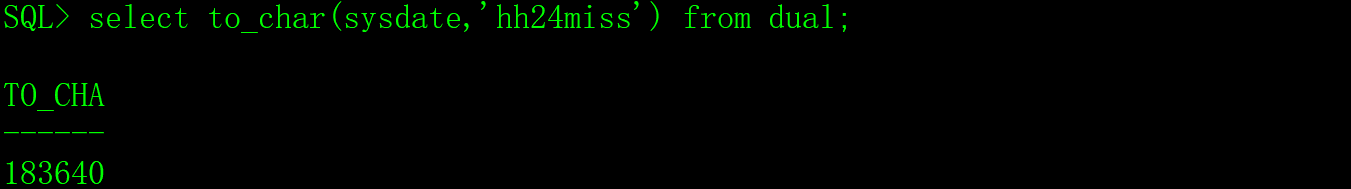 SQL> select to_char(sysdate,'hh24miss') from dual;
TO_CHA
------
183640